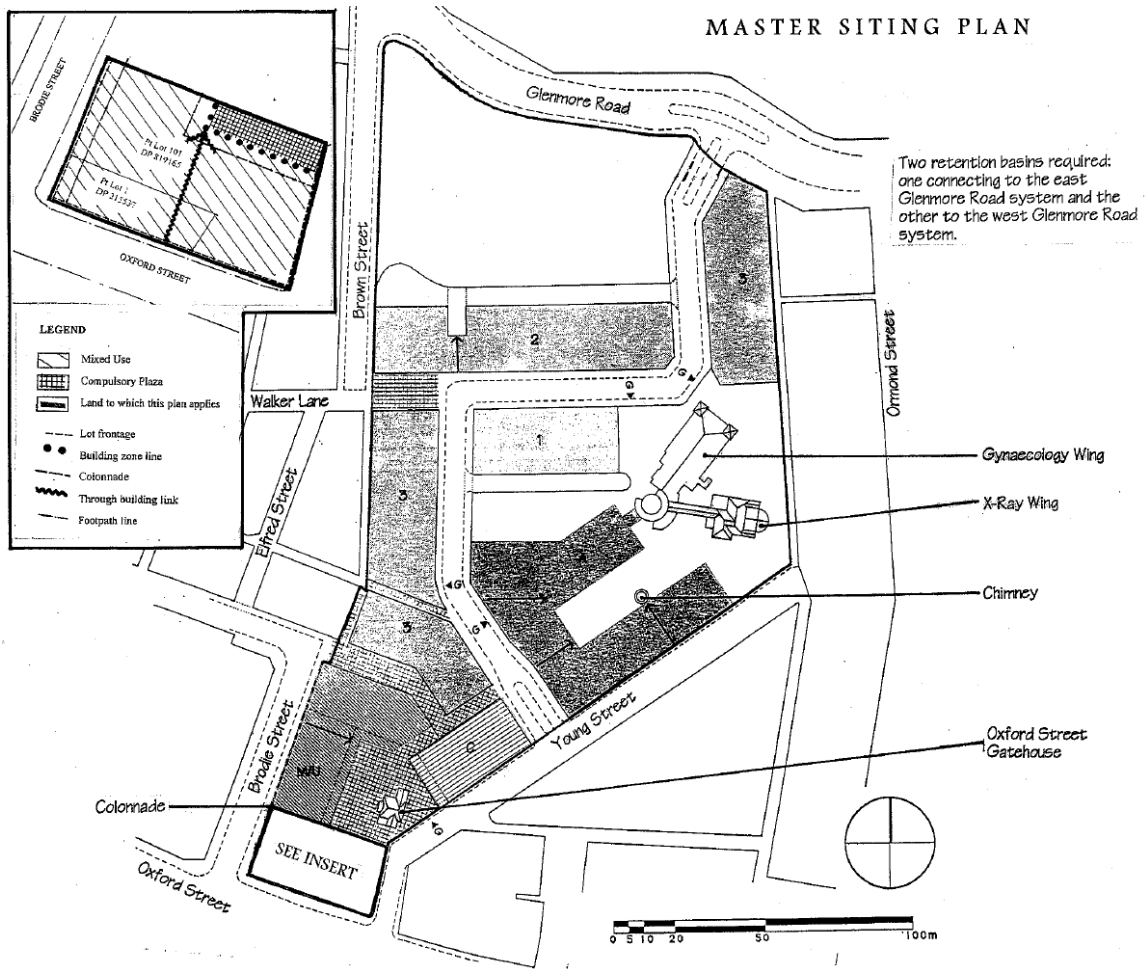 MASTER SITING PLAN
BRODIE STREET
Pt Lot 101
DP 819165
Pt Lot 1
OXFORD STREET
LEGEND
Mixed Use
Compulsory Plaza
Land to which this plan applies
Lot frontage
Building zone line
Colonnade
Through building link
Footpath line
Glenmore Road
Two retention basins required:
one connecting to the east
Glenmore Road system and the
other to the west Glenmore Road
system.
Brown Street
Ormond Street
Walker Lane
Elfred Street
2
3
1
3
3
G
G
G
G
G
C
M/U
Gynaecology Wing
X-Ray Wing
Chimney
Young Street
Oxford Street
Gatehouse
Brodie Street
Colonnade
SEE INSERT
Oxford Street
0 5 10 20 50 100m